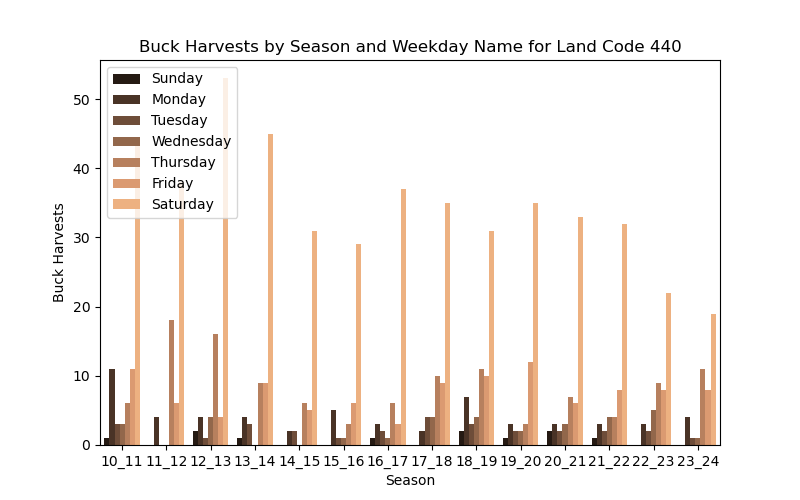 Buck Harvests by Season and Weekday Name for Land Code 440
Sunday
Monday
Tuesday
Wednesday
Thursday
Friday
Saturday
50
40
30
20
10
0
Buck Harvests
10_11 11_12 12_13 13_14 14_15 15_16 16_17 17_18 18_19 19_20 20_21 21_22 22_23 23_24
Season